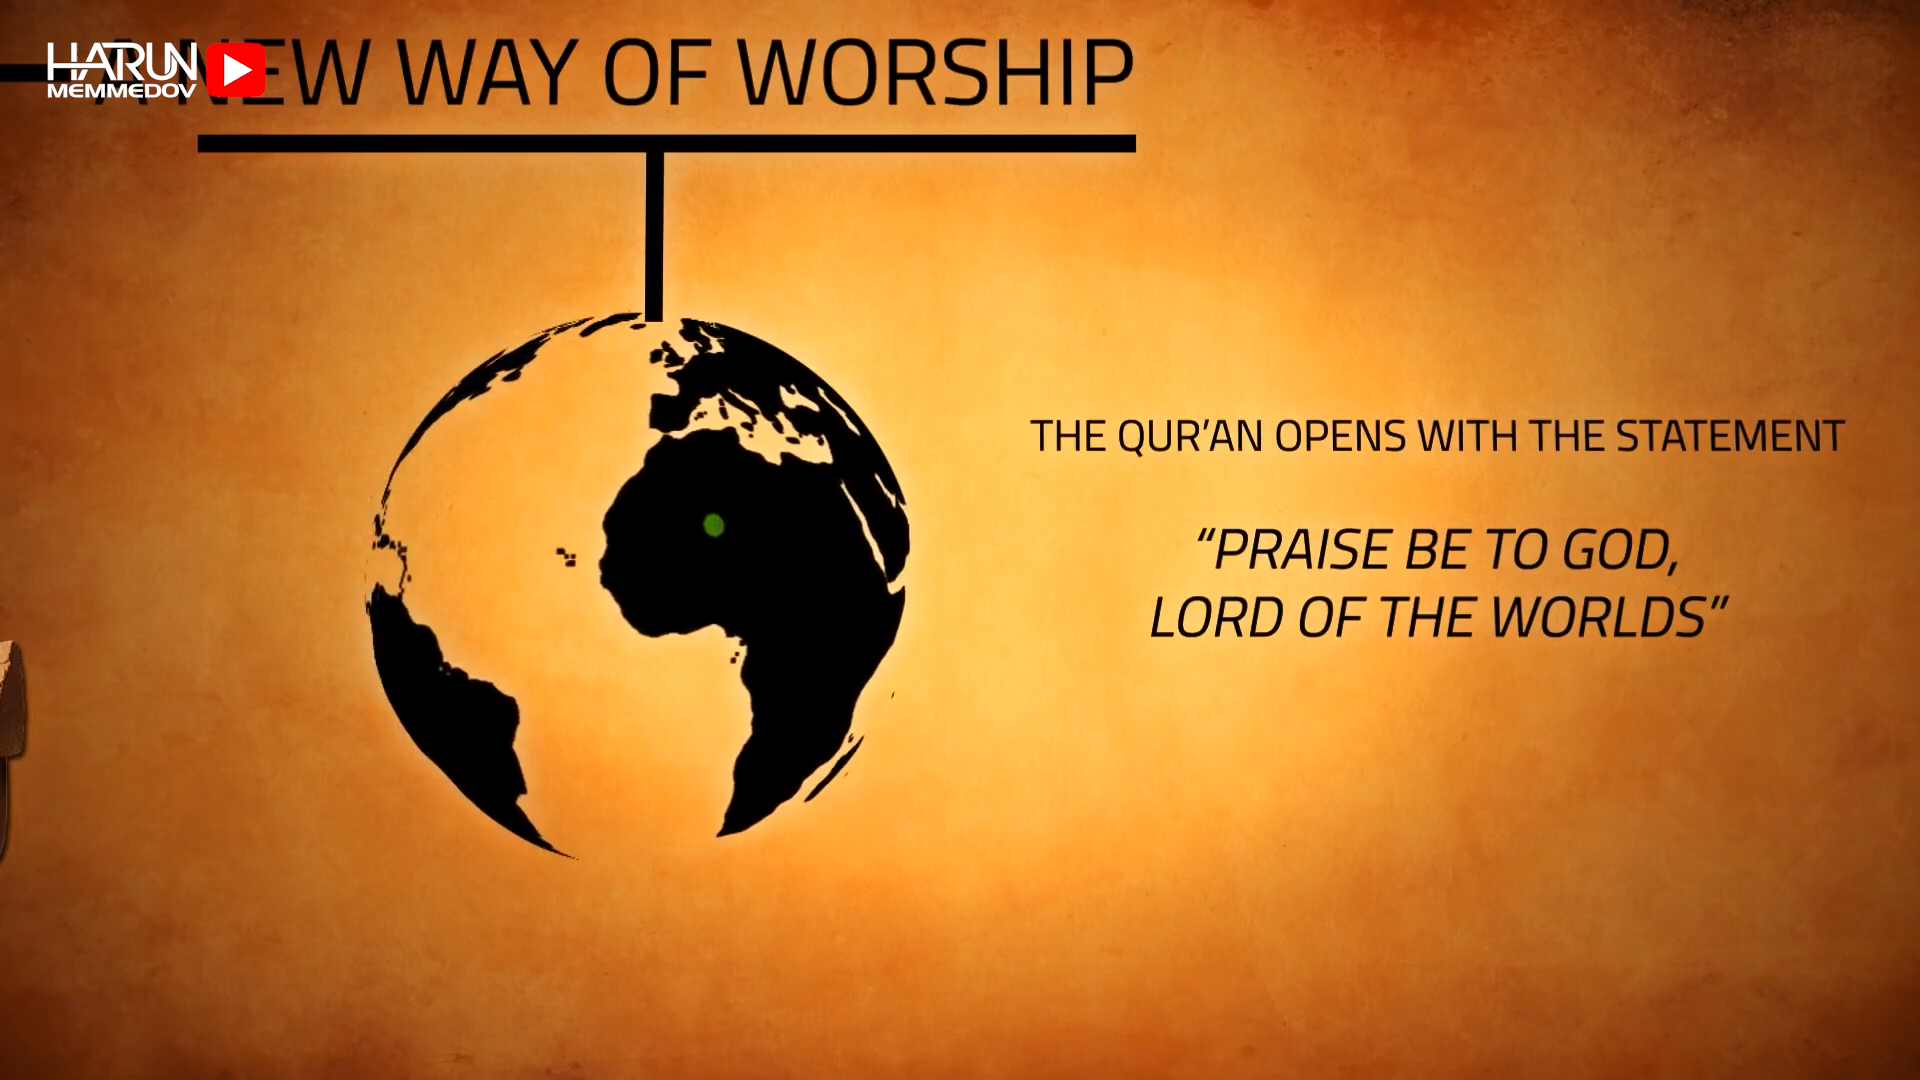 HARUN
MEMMEDOV
A NEW WAY OF WORSHIP
THE QUR’AN OPENS WITH THE STATEMENT
“PRAISE BE TO GOD,
LORD OF THE WORLDS”